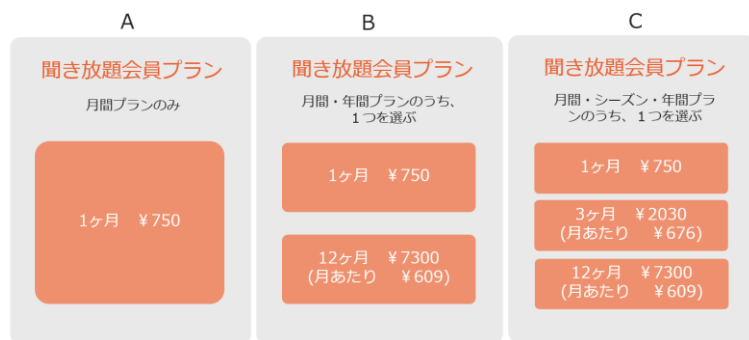 A
聞き放題会員プラン
月間プランのみ
1ヶ月 ￥750
B
聞き放題会員プラン
月間・年間プランのうち、
１つを選ぶ
1ヶ月 ￥750
12ヶ月 ￥7300
(月あたり ￥609)
C
聞き放題会員プラン
月間・シーズン・年間プラ
ンのうち、１つを選ぶ
1ヶ月 ￥750
3ヶ月 ￥2030
(月あたり ￥676)
12ヶ月 ￥7300
(月あたり ￥609)